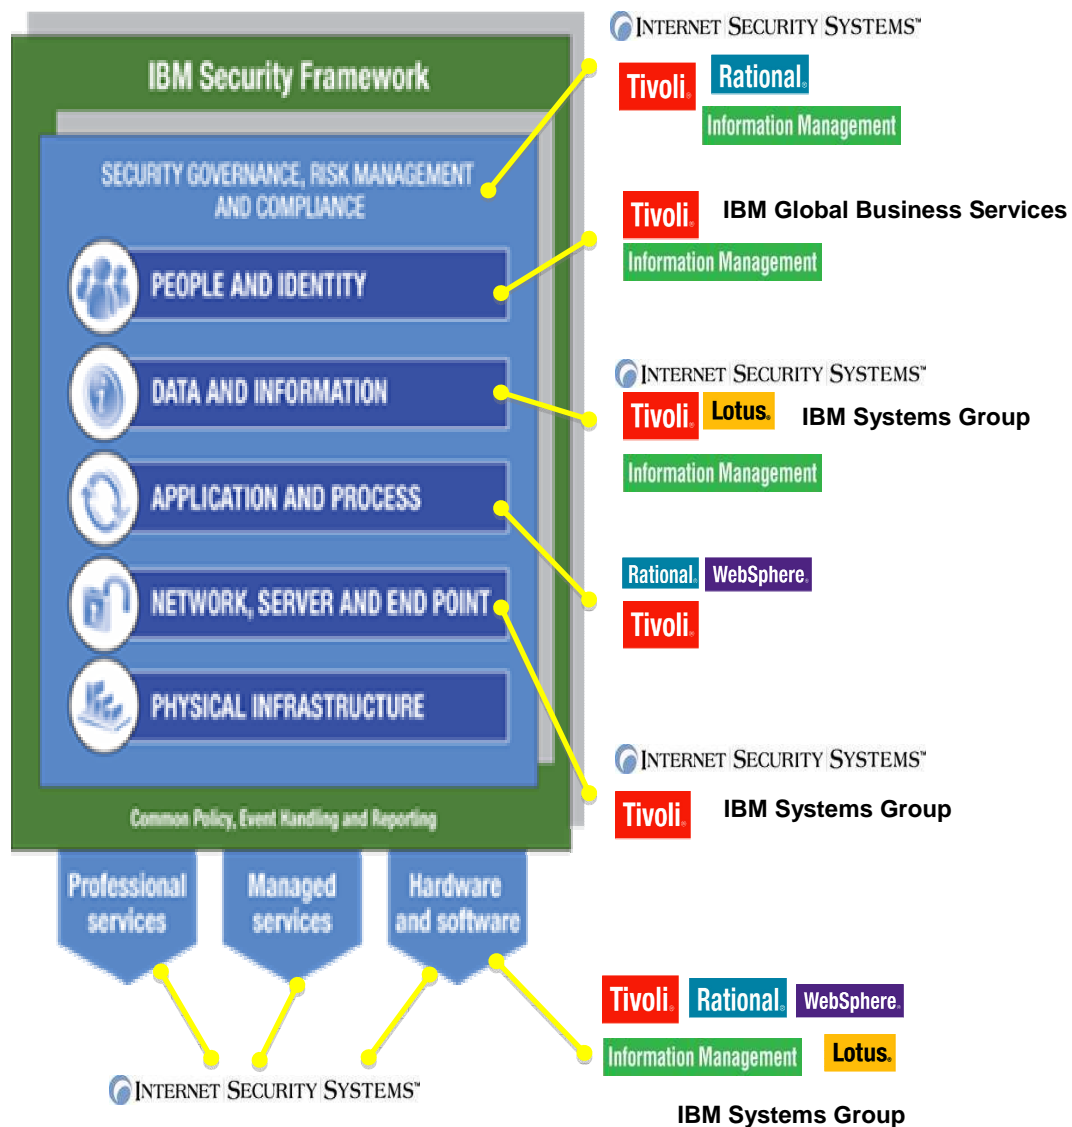 INTERNET SECURITY SYSTEMS™
IBM Security Framework
Tivoli®
Rational®
Information Management
SECURITY GOVERNANCE, RISK MANAGEMENT
AND COMPLIANCE
Tivoli®
IBM Global Business Services
Information Management
PEOPLE AND IDENTITY
INTERNET SECURITY SYSTEMS™
DATA AND INFORMATION
Tivoli®
Lotus®
IBM Systems Group
Information Management
APPLICATION AND PROCESS
Rational®
WebSphere®
Tivoli®
NETWORK, SERVER AND END POINT
PHYSICAL INFRASTRUCTURE
INTERNET SECURITY SYSTEMS™
Tivoli®
IBM Systems Group
Common Policy, Event Handling and Reporting
Professional
services
Managed
services
Hardware
and software
Tivoli®
Rational®
WebSphere®
Information Management
Lotus®
INTERNET SECURITY SYSTEMS™
IBM Systems Group